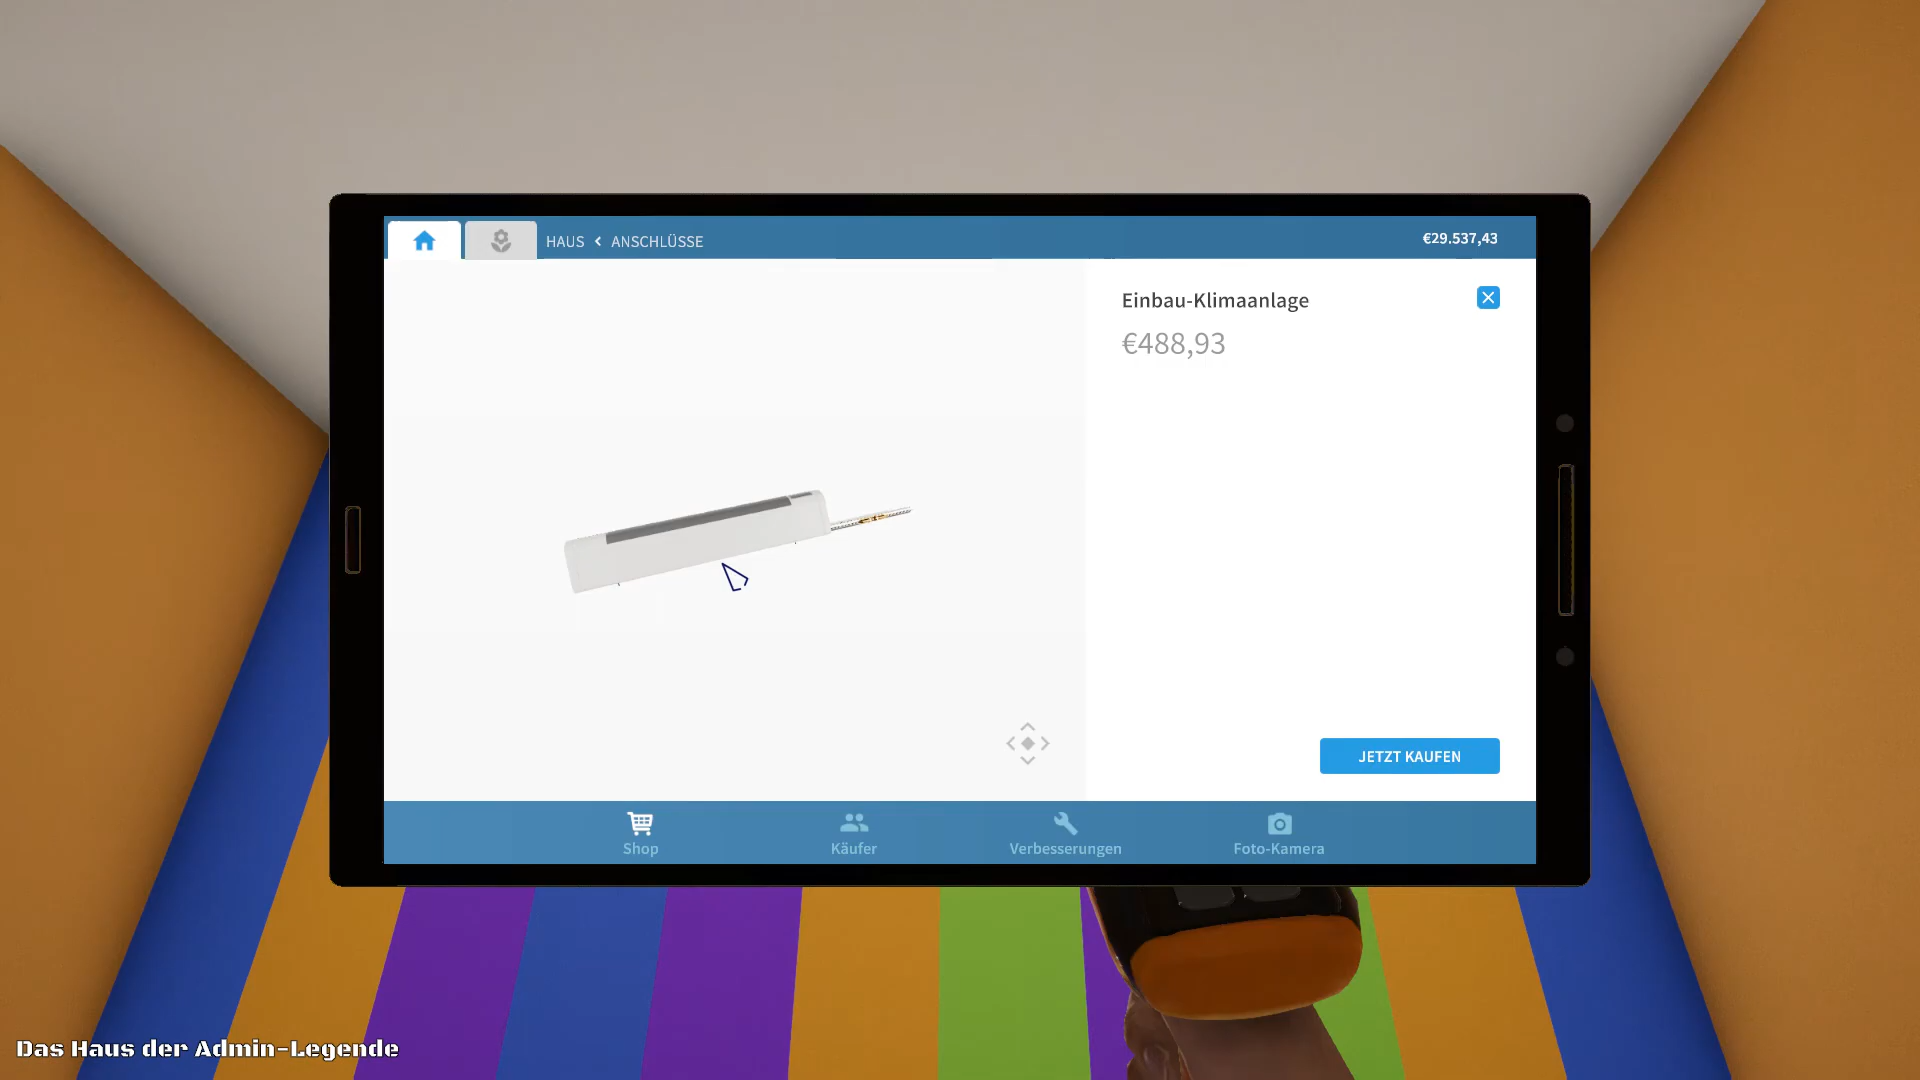 HAUS < ANSCHLÜSSE
€29.537,43
Einbau-Klimaanlage
€488,93
JETZT KAUFEN
Shop
Käufer
Verbesserungen
Foto-Kamera
Das Haus der Admin-Legende